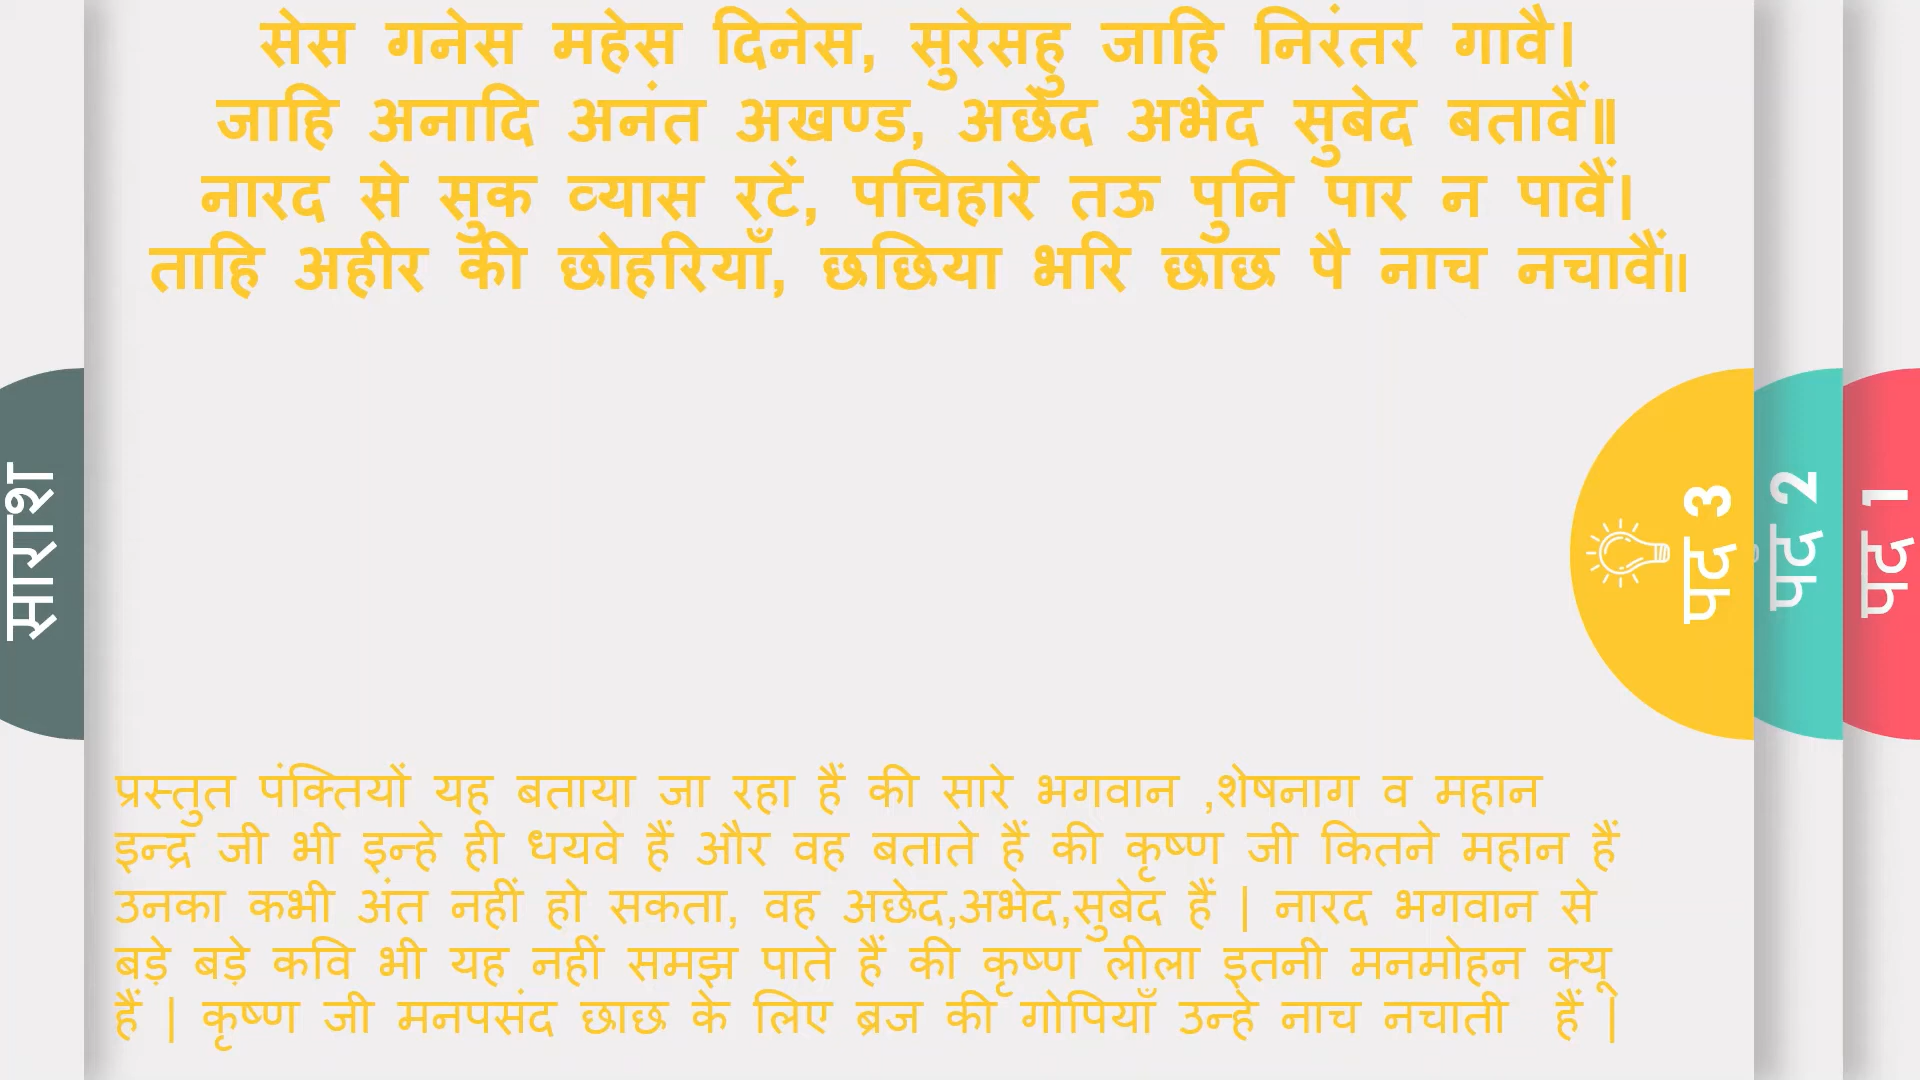 सेस गनेस महेस दिनेस, सुरेसहु जाहि निरंतर गावै।
जाहि अनादि अनंत अखण्ड, अछेद अभेद सुबेद बतावैं॥
नारद से सुक व्यास रटें, पचिहारे तऊ पुनि पार न पावैं।
ताहि अहीर की छोहरियाँ, छछिया भरि छाछ पै नाच नचावैं॥
साराश
पद 3
पद 2
पद 1
प्रस्तुत पंक्तियों यह बताया जा रहा हैं की सारे भगवान ,शेषनाग व महान
इन्द्र जी भी इन्हे ही धयवे हैं और वह बताते हैं की कृष्ण जी कितने महान हैं
उनका कभी अंत नहीं हो सकता, वह अछेद,अभेद,सुबेद हैं | नारद भगवान से
बड़े बड़े कवि भी यह नहीं समझ पाते हैं की कृष्ण लीला इतनी मनमोहन क्यू
हैं | कृष्ण जी मनपसंद छाछ के लिए ब्रज की गोपियाँ उन्हे नाच नचाती हैं |